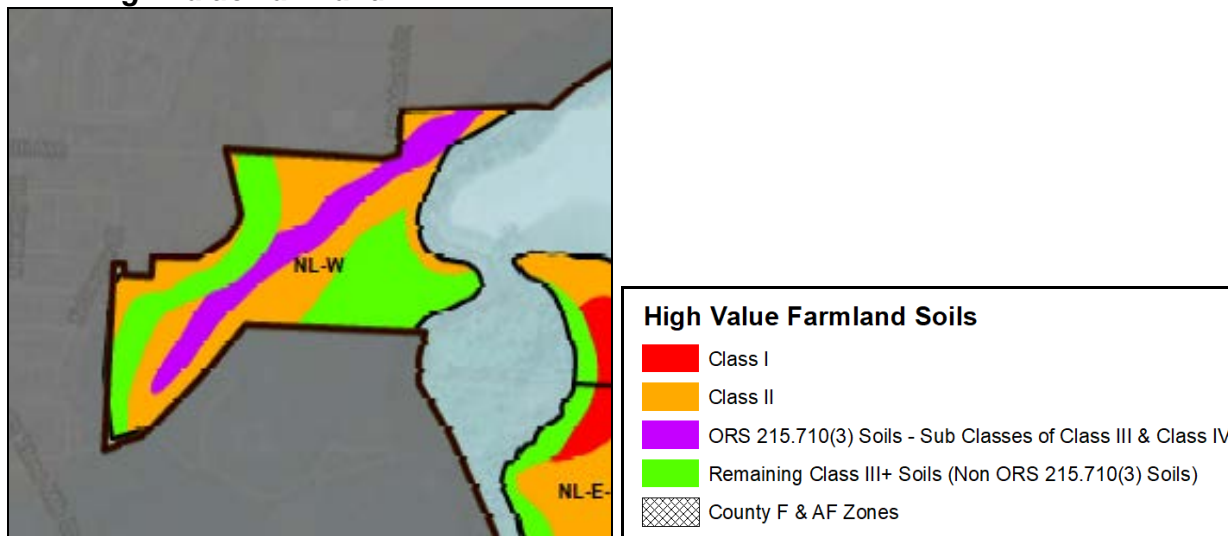 NL-W
NL-E-
High Value Farmland Soils
Class I
Class II
ORS 215.710(3) Soils - Sub Classes of Class III & Class IV
Remaining Class III+ Soils (Non ORS 215.710(3) Soils)
County F & AF Zones